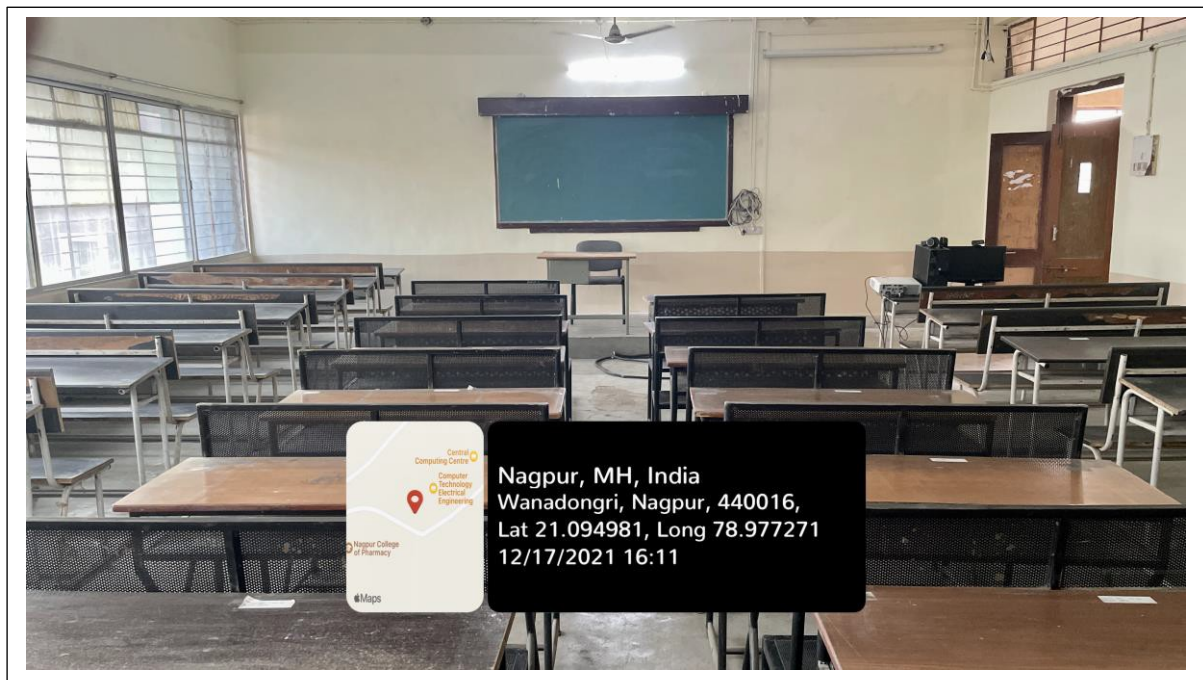 Central
Computing Centre
Computer
Technology
Electrical
Engineering
Nagpur College
of Pharmacy
Maps
Nagpur, MH, India
Wanadongri, Nagpur, 440016,
Lat 21.094981, Long 78.977271
12/17/2021 16:11